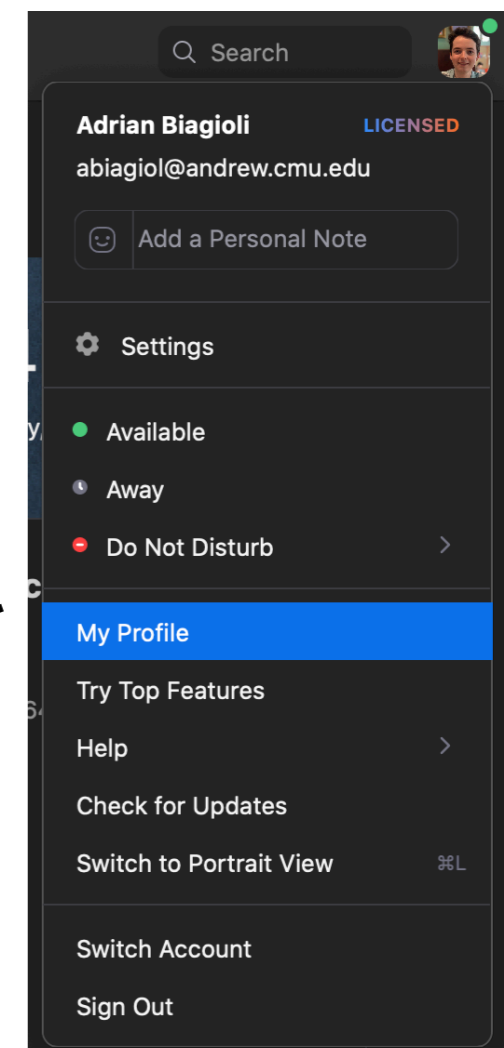 Search
Adrian Biagioli LICENSED
abiagiol@andrew.cmu.edu
Add a Personal Note
Settings
y,
Available
Away
Do Not Disturb
c
My Profile
Try Top Features
64
Help
Check for Updates
Switch to Portrait View ⌘L
Switch Account
Sign Out